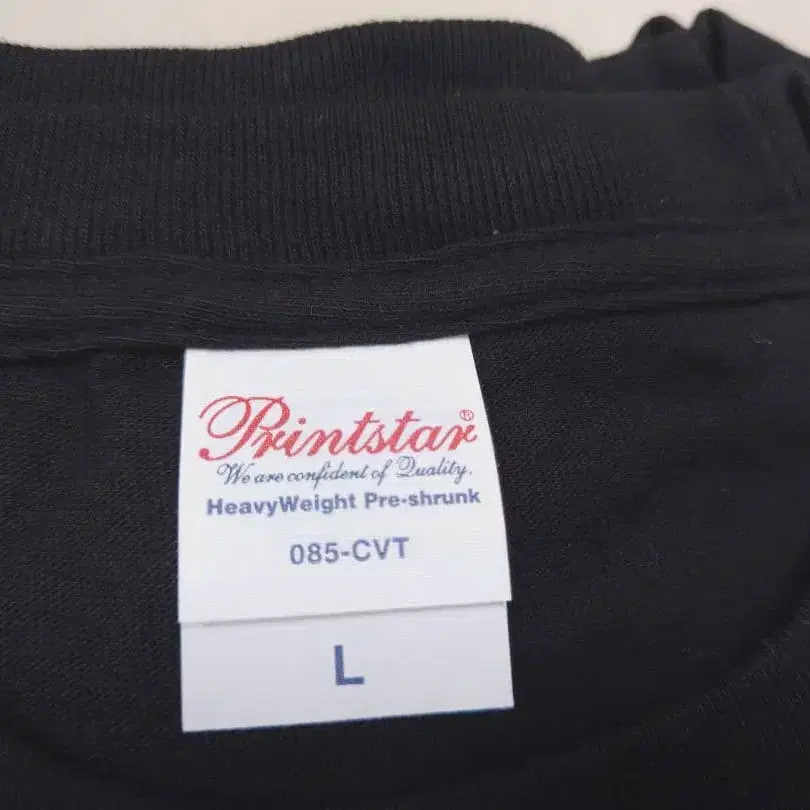 Printstar®
We are confident of Quality.
HeavyWeight Pre-shrunk
085-CVT
L